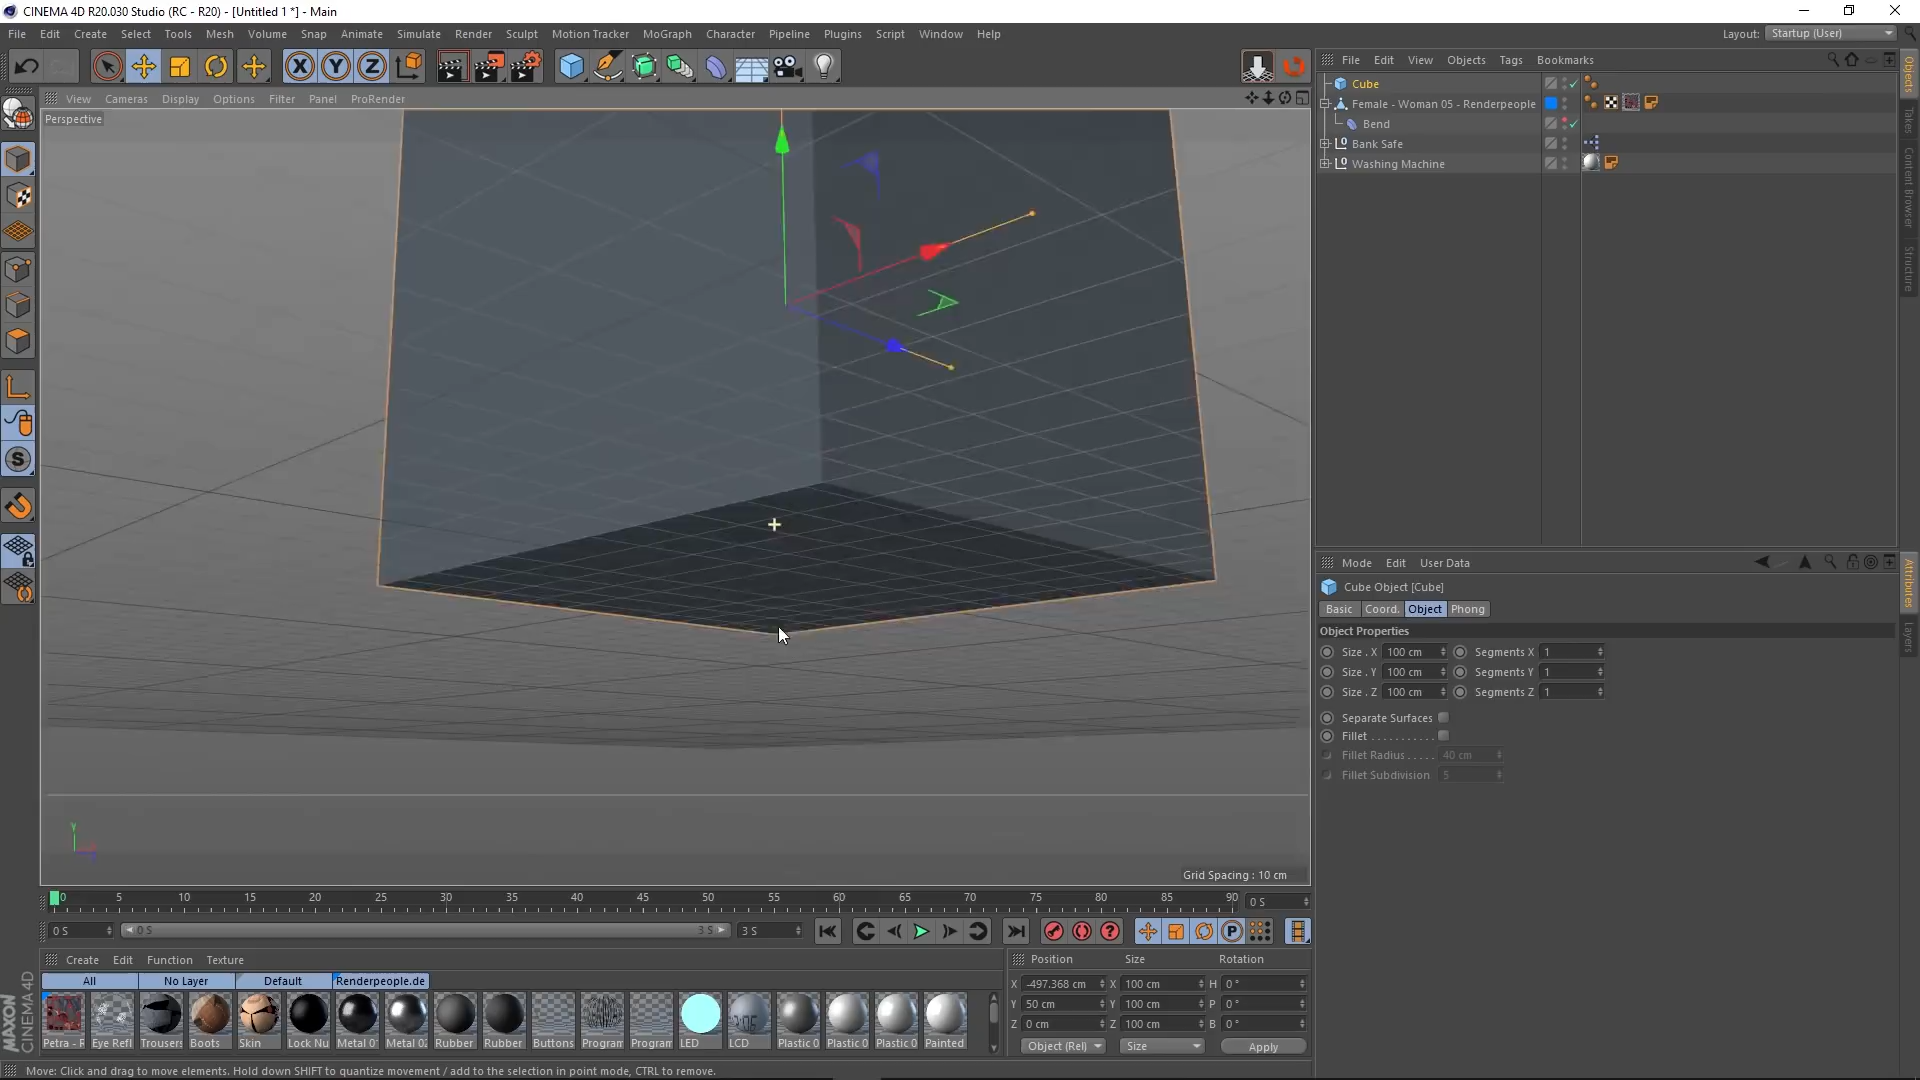 CINEMA 4D R20.030 Studio (RC - R20) - [Untitled 1 *] - Main
File Edit Create Select Tools Mesh Volume Snap Animate Simulate Render Sculpt Motion Tracker MoGraph Character Pipeline Plugins Script Window Help
Layout: Startup (User)
X Y Z
File Edit View Objects Tags Bookmarks
View Cameras Display Options Filter Panel ProRender
Perspective
Cube
Female - Woman 05 - Renderpeople
Bend
Bank Safe
Washing Machine
Objects
Takes
Content Browser
Structure
S
Mode Edit User Data
Cube Object [Cube]
Basic Coord. Object Phong
Object Properties
Size . X 100 cm Segments X 1
Size . Y 100 cm Segments Y 1
Size . Z 100 cm Segments Z 1
Separate Surfaces
Fillet . . . . . . . . . . .
Fillet Radius . . . . . 40 cm
Fillet Subdivision 5
Attributes
Layers
Y
Grid Spacing : 10 cm
0 5 10 15 20 25 30 35 40 45 50 55 60 65 70 75 80 85 90 0 S
0 S 0 S 3 S 3 S
P
Create Edit Function Texture
All No Layer Default Renderpeople.de
Petra - R Eye Refl Trousers Boots Skin Lock Nu Metal 01 Metal 02 Rubber Rubber Buttons Program Program LED LCD Plastic 0 Plastic 0 Plastic 0 Painted
Position Size Rotation
X -497.368 cm X 100 cm H 0 °
Y 50 cm Y 100 cm P 0 °
Z 0 cm Z 100 cm B 0 °
Object (Rel) Size Apply
MAXON
CINEMA 4D
Move: Click and drag to move elements. Hold down SHIFT to quantize movement / add to the selection in point mode, CTRL to remove.